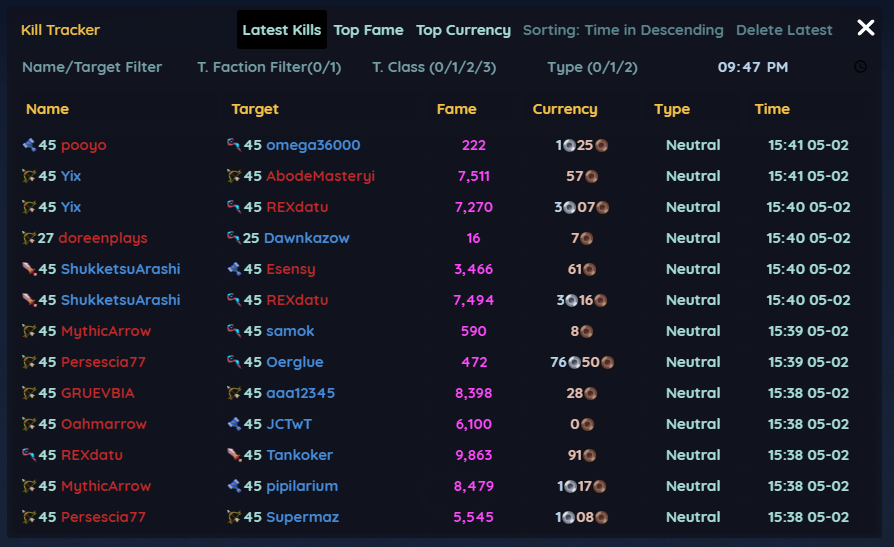 Kill Tracker Latest Kills Top Fame Top Currency Sorting: Time in Descending Delete Latest
Name/Target Filter T. Faction Filter(0/1) T. Class (0/1/2/3) Type (0/1/2) 09:47 PM
Name Target Fame Currency Type Time
45 pooyo 45 omega36000 222 1 25 Neutral 15:41 05-02
45 Yix 45 AbodeMasteryi 7,511 57 Neutral 15:41 05-02
45 Yix 45 REXdatu 7,270 3 07 Neutral 15:40 05-02
27 doreenplays 25 Dawnkazow 16 7 Neutral 15:40 05-02
45 ShukketsuArashi 45 Esensy 3,466 61 Neutral 15:40 05-02
45 ShukketsuArashi 45 REXdatu 7,494 3 16 Neutral 15:40 05-02
45 MythicArrow 45 samok 590 8 Neutral 15:39 05-02
45 Persescia77 45 Oerglue 472 76 50 Neutral 15:39 05-02
45 GRUEVBIA 45 aaa12345 8,398 28 Neutral 15:38 05-02
45 Oahmarrow 45 JCTwT 6,100 0 Neutral 15:38 05-02
45 REXdatu 45 Tankoker 9,863 91 Neutral 15:38 05-02
45 MythicArrow 45 pipilarium 8,479 1 17 Neutral 15:38 05-02
45 Persescia77 45 Supermaz 5,545 1 08 Neutral 15:38 05-02